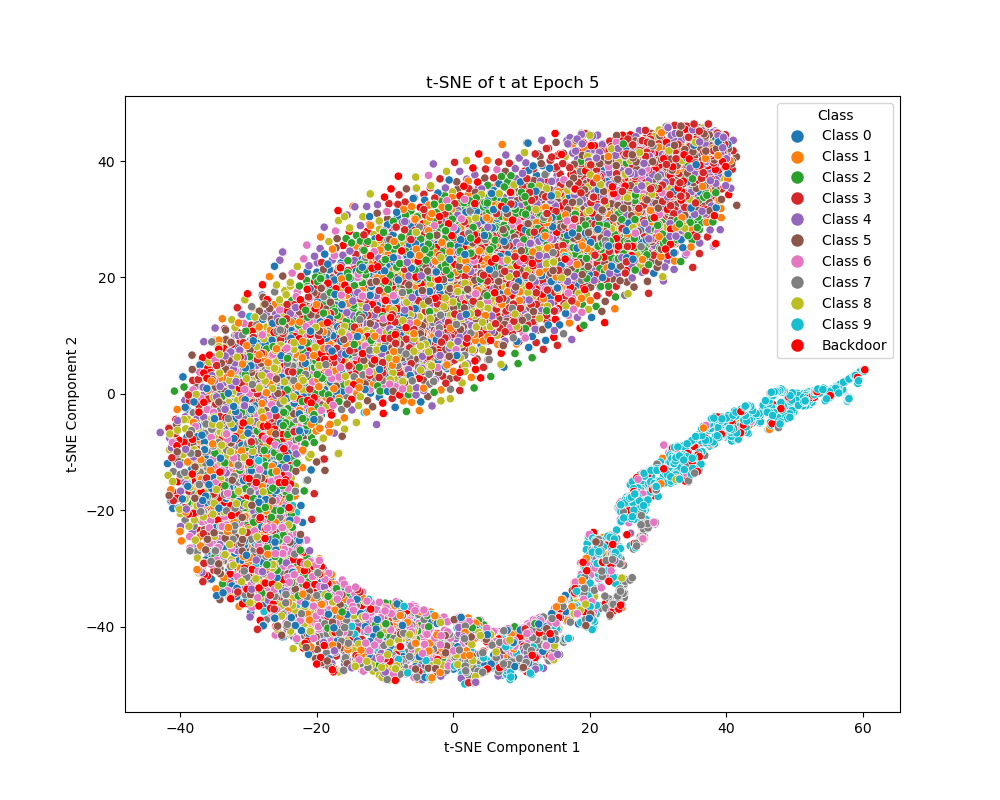 t-SNE of t at Epoch 5
Class
Class 0
Class 1
Class 2
Class 3
Class 4
Class 5
Class 6
Class 7
Class 8
Class 9
Backdoor
t-SNE Component 2
40
20
0
−20
−40
−40
−20
0
20
40
60
t-SNE Component 1